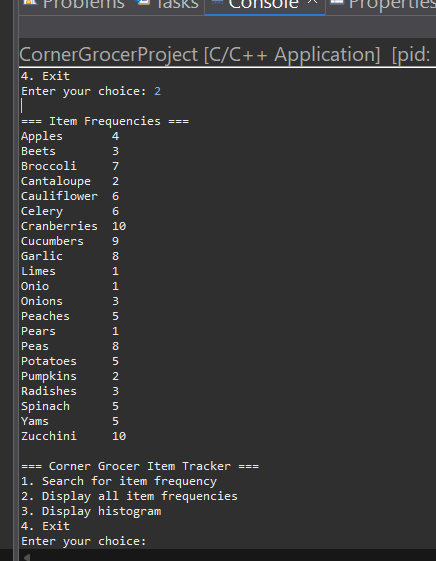 Problems Tasks Console Properties
CornerGrocerProject [C/C++ Application] [pid:
4. Exit
Enter your choice: 2
=== Item Frequencies ===
Apples 4
Beets 3
Broccoli 7
Cantaloupe 2
Cauliflower 6
Celery 6
Cranberries 10
Cucumbers 9
Garlic 8
Limes 1
Onio 1
Onions 3
Peaches 5
Pears 1
Peas 8
Potatoes 5
Pumpkins 2
Radishes 3
Spinach 5
Yams 5
Zucchini 10
=== Corner Grocer Item Tracker ===
1. Search for item frequency
2. Display all item frequencies
3. Display histogram
4. Exit
Enter your choice: